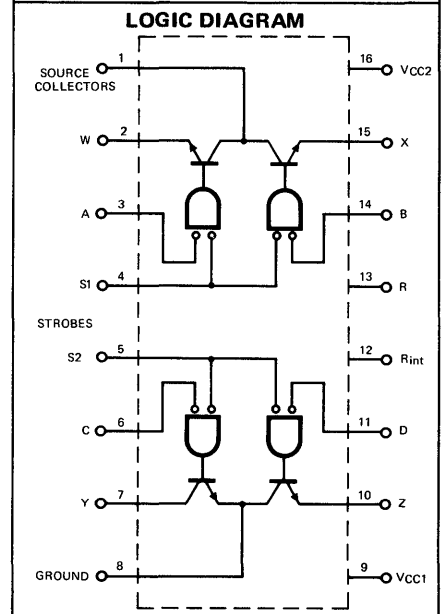 LOGIC DIAGRAM
1
16
SOURCE
COLLECTORS
VCC2
W
2
15
X
A
3
14
B
S1
4
13
R
STROBES
S2
5
12
Rint
C
6
11
D
Y
7
10
Z
GROUND
8
9
VCC1